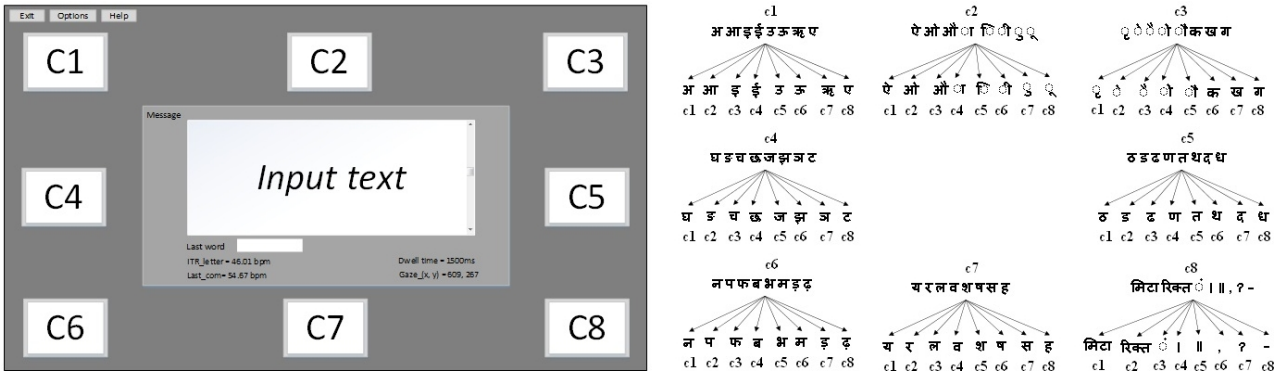 Exit Options Help
C1 C2 C3
Message
Input text
C4 C5
Last word
ITR_letter = 46.01 bpm Dwell time = 1500ms
Last_com= 54.67 bpm Gaze_(x, y) = 609, 267
C6 C7 C8
c1
अ आ इ ई उ ऊ ऋ ए
अ आ इ ई उ ऊ ऋ ए
c1 c2 c3 c4 c5 c6 c7 c8
c2
ऐ ओ औ ा ि ी ु ू
ऐ ओ औ ा ि ी ु ू
c1 c2 c3 c4 c5 c6 c7 c8
c3
ृ े ै ो ौ क ख ग
ृ े ै ो ौ क ख ग
c1 c2 c3 c4 c5 c6 c7 c8
c4
घ ङ च छ ज झ ञ ट
घ ङ च छ ज झ ञ ट
c1 c2 c3 c4 c5 c6 c7 c8
c5
ठ ड ढ ण त थ द ध
ठ ड ढ ण त थ द ध
c1 c2 c3 c4 c5 c6 c7 c8
c6
न प फ ब भ म ड़ ढ़
न प फ ब भ म ड़ ढ़
c1 c2 c3 c4 c5 c6 c7 c8
c7
य र ल व श ष स ह
य र ल व श ष स ह
c1 c2 c3 c4 c5 c6 c7 c8
c8
मिटा रिक्त ं । ॥ , ? -
मिटा रिक्त ं । ॥ , ? -
c1 c2 c3 c4 c5 c6 c7 c8